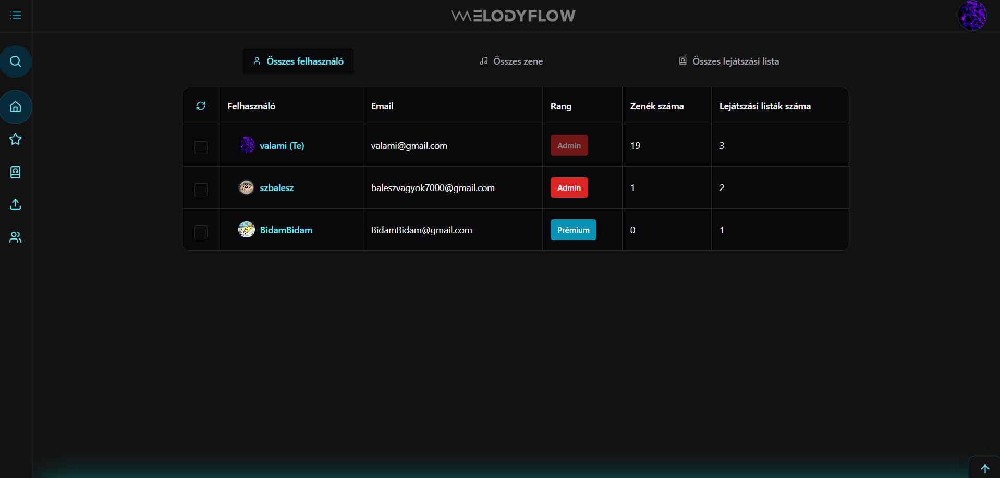 MELODYFLOW
Összes felhasználó Összes zene Összes lejátszási lista
Felhasználó Email Rang Zenék száma Lejátszási listák száma
valami (Te) valami@gmail.com Admin 19 3
szbalesz baleszvagyok7000@gmail.com Admin 1 2
BidamBidam BidamBidam@gmail.com Prémium 0 1